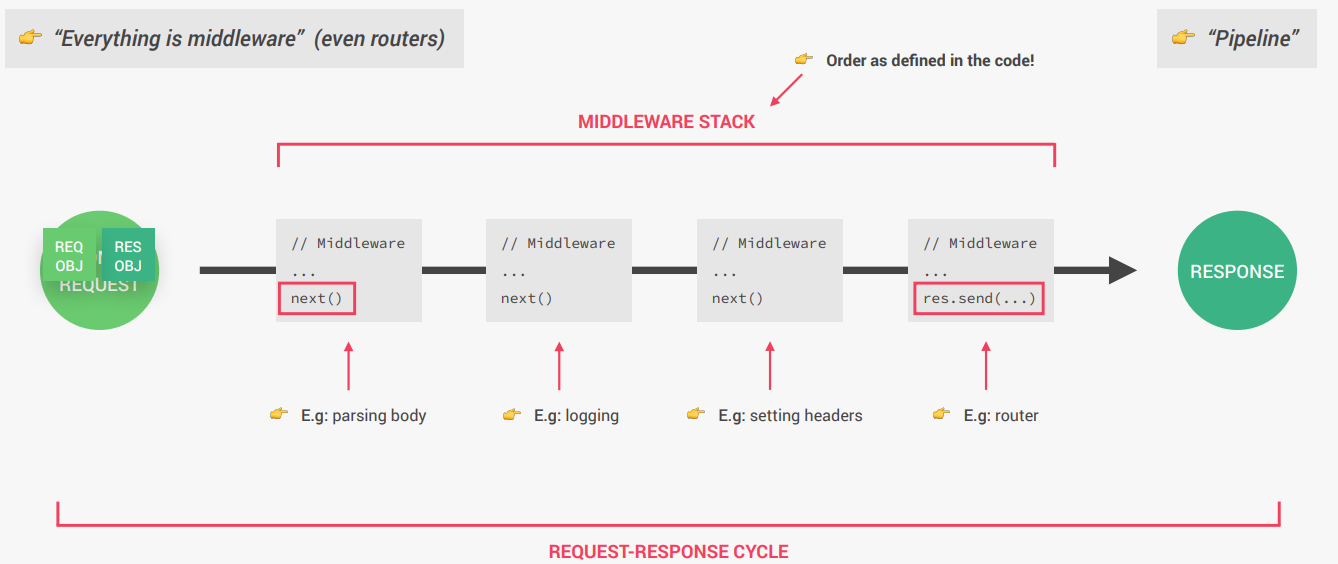 “Everything is middleware” (even routers)
“Pipeline”
Order as defined in the code!
MIDDLEWARE STACK
REQ
OBJ
RES
OBJ
REQUEST
// Middleware
...
next()
// Middleware
...
next()
// Middleware
...
next()
// Middleware
...
res.send(...)
RESPONSE
E.g: parsing body
E.g: logging
E.g: setting headers
E.g: router
REQUEST-RESPONSE CYCLE